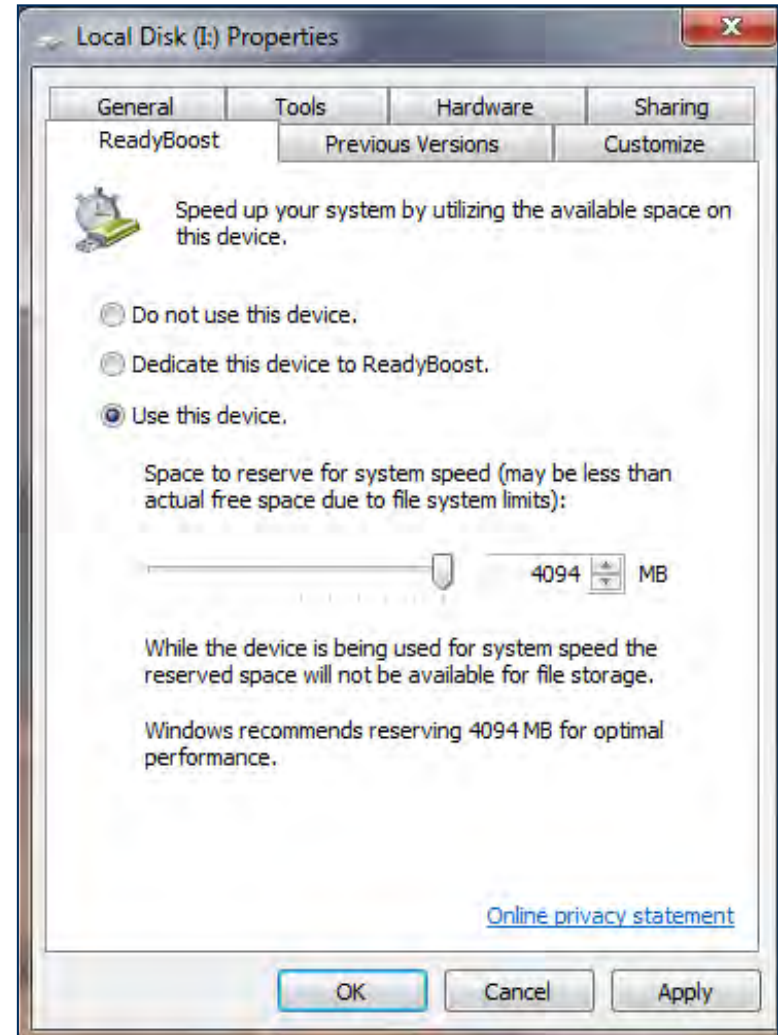 Local Disk (I:) Properties
X
General Tools Hardware Sharing
ReadyBoost Previous Versions Customize
Speed up your system by utilizing the available space on
this device.
Do not use this device.
Dedicate this device to ReadyBoost.
Use this device.
Space to reserve for system speed (may be less than
actual free space due to file system limits):
4094 MB
While the device is being used for system speed the
reserved space will not be available for file storage.
Windows recommends reserving 4094 MB for optimal
performance.
Online privacy statement
OK Cancel Apply